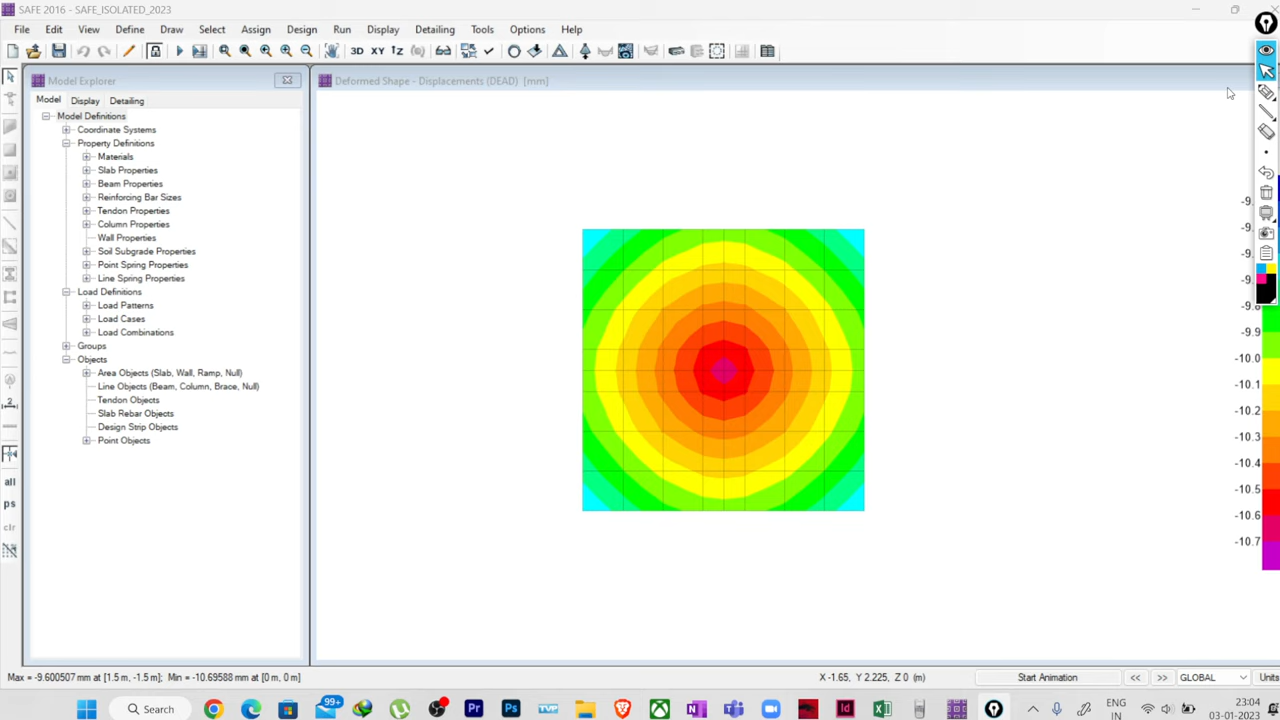 SAFE 2016 - SAFE_ISOLATED_2023
File Edit View Define Draw Select Assign Design Run Display Detailing Tools Options Help
3D XY
Model Explorer
Model Display Detailing
Model Definitions
Coordinate Systems
Property Definitions
Materials
Slab Properties
Beam Properties
Reinforcing Bar Sizes
Tendon Properties
Column Properties
Wall Properties
Soil Subgrade Properties
Point Spring Properties
Line Spring Properties
Load Definitions
Load Patterns
Load Cases
Load Combinations
Groups
Objects
Area Objects (Slab, Wall, Ramp, Null)
Line Objects (Beam, Column, Brace, Null)
Tendon Objects
Slab Rebar Objects
Design Strip Objects
Point Objects
all
ps
clr
Deformed Shape - Displacements (DEAD) [mm]
-9.9
-10.0
-10.1
-10.2
-10.3
-10.4
-10.5
-10.6
-10.7
Max = -9.600507 mm at [1.5 m, -1.5 m]; Min = -10.69588 mm at [0 m, 0 m]
X -1.65, Y 2.225, Z 0 (m)
Start Animation << >> GLOBAL Units
Search
99+
ENG
IN
23:04
03-01-2023